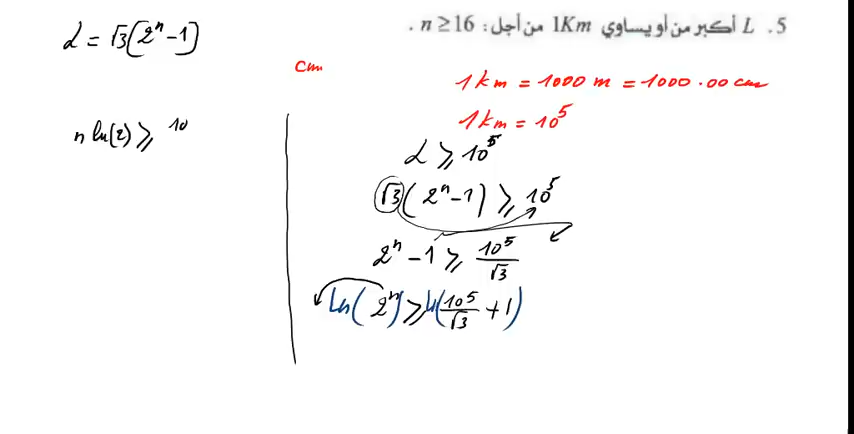 5. L أكبر من أو يساوي 1Km من أجل: n ≥ 16 .
L = √3(2ⁿ - 1)
cm
1 km = 1000 m = 1000.00 cm
1 km = 10⁵
L ≥ 10⁵
√3(2ⁿ - 1) ≥ 10⁵
2ⁿ - 1 ≥ 10⁵/√3
ln(2ⁿ) ≥ ln(10⁵/√3 + 1)
n ln(2) ≥ 10